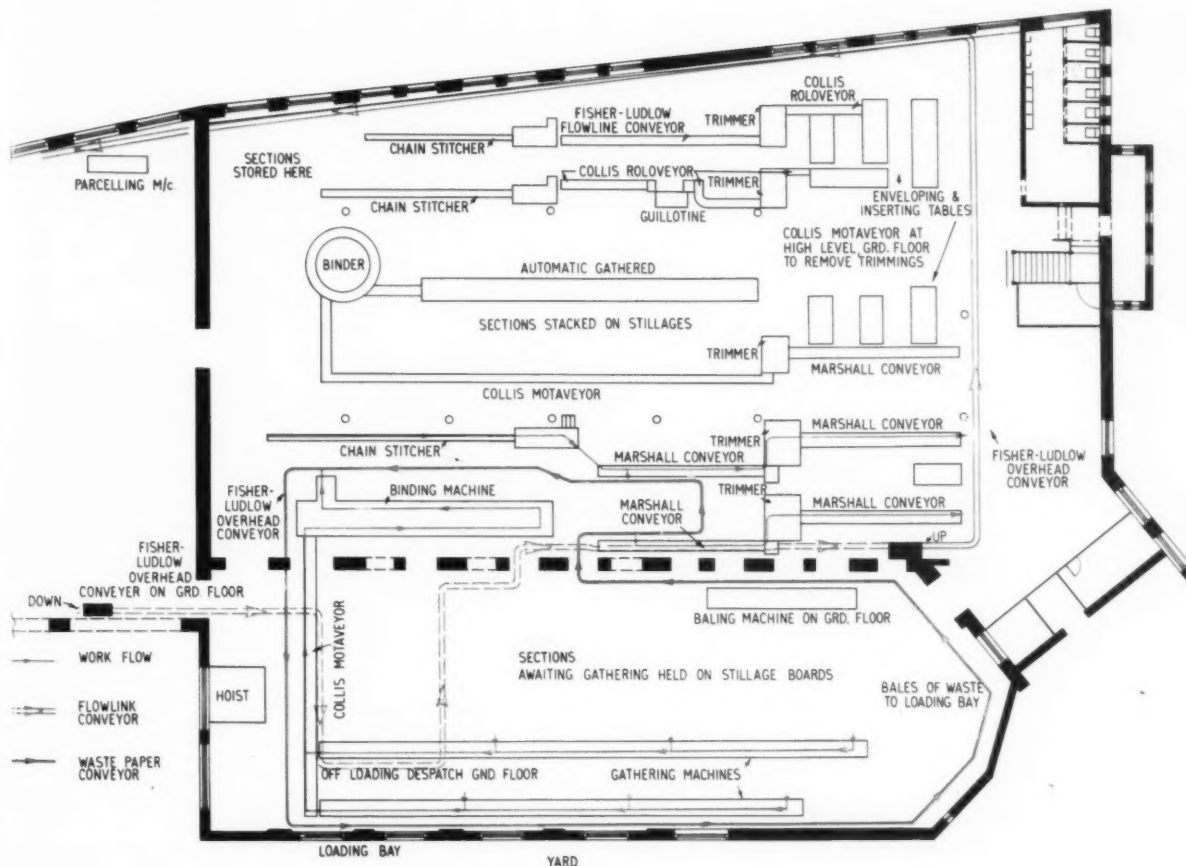 COLLIS
ROLOVEYOR
FISHER-LUDLOW
FLOWLINE CONVEYOR
TRIMMER
CHAIN STITCHER
SECTIONS
STORED HERE
PARCELLING M/c.
COLLIS ROLOVEYOR
TRIMMER
CHAIN STITCHER
GUILLOTINE
ENVELOPING &
INSERTING TABLES
COLLIS MOTAVEYOR AT
HIGH LEVEL GRD. FLOOR
TO REMOVE TRIMMINGS
BINDER
AUTOMATIC GATHERED
SECTIONS STACKED ON STILLAGES
TRIMMER
MARSHALL CONVEYOR
COLLIS MOTAVEYOR
MARSHALL CONVEYOR
TRIMMER
CHAIN STITCHER
MARSHALL CONVEYOR
FISHER-LUDLOW
OVERHEAD
CONVEYOR
FISHER-
LUDLOW
OVERHEAD
CONVEYOR
BINDING MACHINE
TRIMMER
MARSHALL
CONVEYOR
MARSHALL CONVEYOR
UP
FISHER-
LUDLOW
OVERHEAD
CONVEYER ON GRD. FLOOR
DOWN
BALING MACHINE ON GRD. FLOOR
WORK FLOW
COLLIS MOTAVEYOR
SECTIONS
AWAITING GATHERING HELD ON STILLAGE BOARDS
BALES OF WASTE
TO LOADING BAY
HOIST
FLOWLINK
CONVEYOR
WASTE PAPER
CONVEYOR
OFF LOADING DESPATCH GND. FLOOR
GATHERING MACHINES
LOADING BAY
YARD